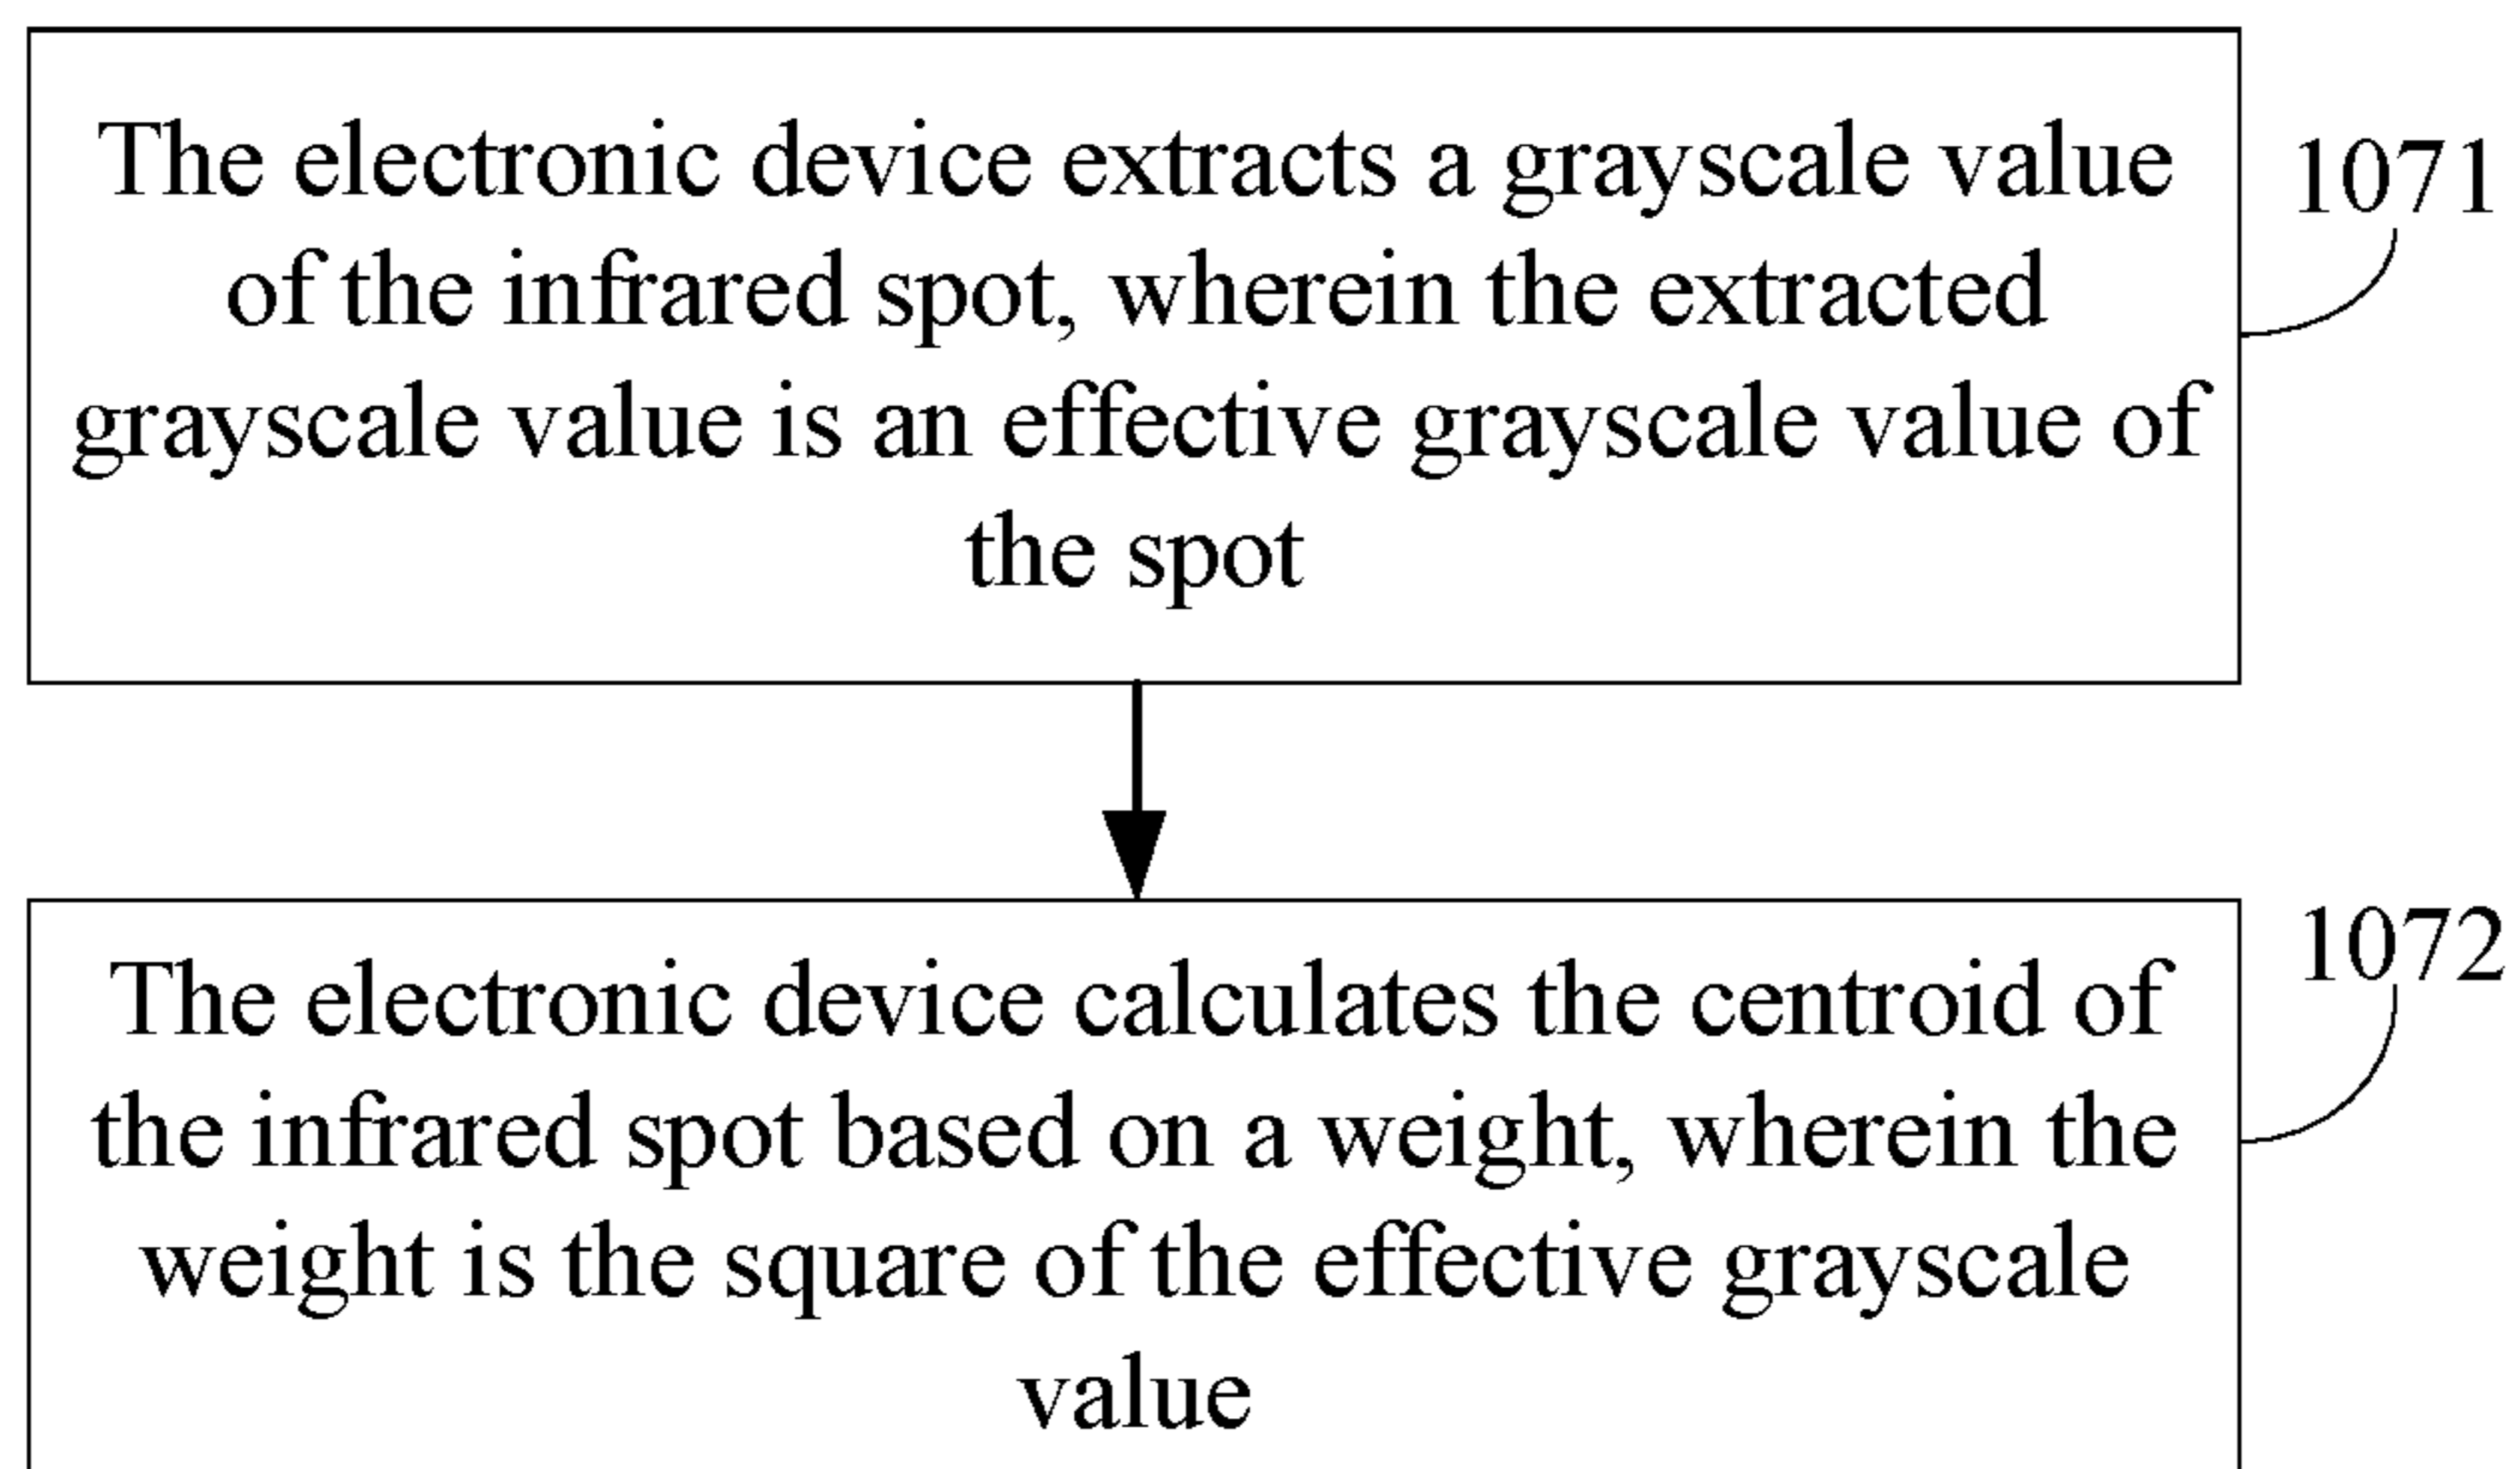 The electronic device extracts a grayscale value
of the infrared spot, wherein the extracted
grayscale value is an effective grayscale value of
the spot
1071
The electronic device calculates the centroid of
the infrared spot based on a weight, wherein the
weight is the square of the effective grayscale
value
1072